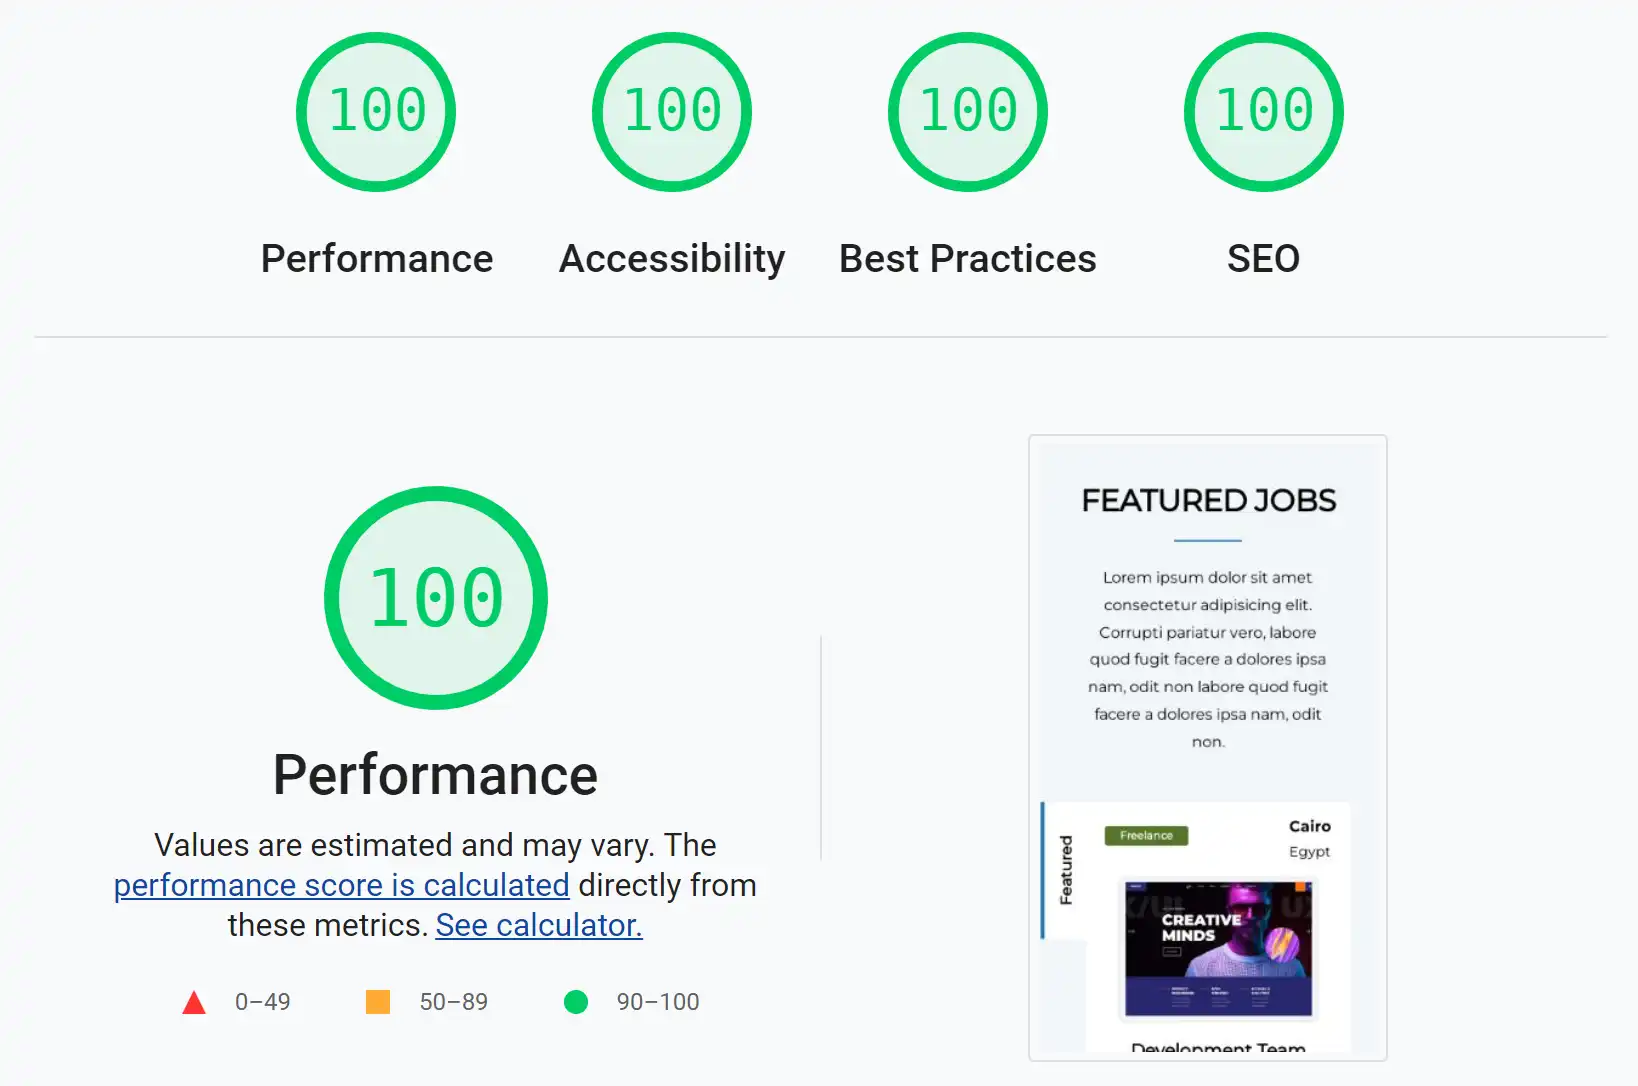 100
100
100
100
Performance
Accessibility
Best Practices
SEO
100
Performance
Values are estimated and may vary. The
performance score is calculated directly from
these metrics. See calculator.
0–49
50–89
90–100
FEATURED JOBS
Lorem ipsum dolor sit amet
consectetur adipisicing elit.
Corrupti pariatur vero, labore
quod fugit facere a dolores ipsa
nam, odit non labore quod fugit
facere a dolores ipsa nam, odit
non.
Featured
Freelance
Cairo
Egypt
CREATIVE
MINDS
Development Team